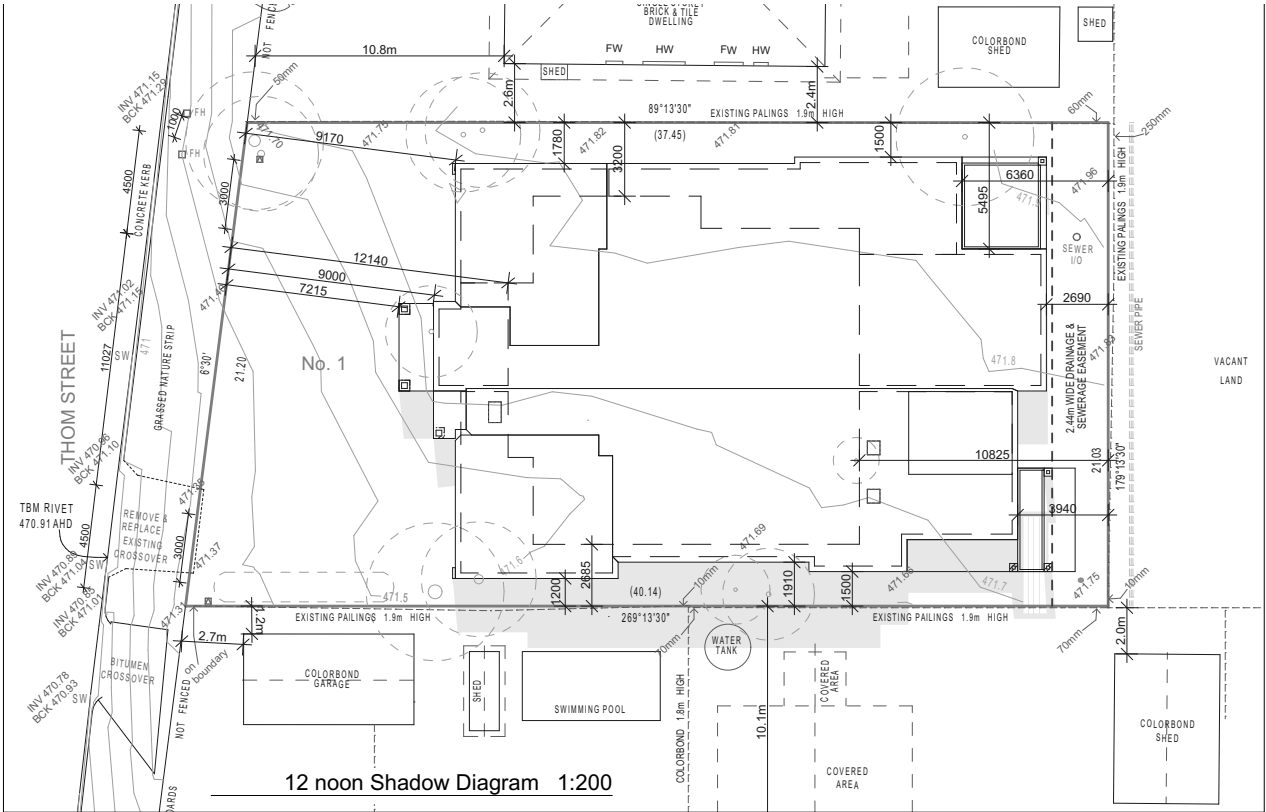 BRICK & TILE
DWELLING
FW
HW
FW
HW
SHED
COLORBOND
SHED
SHED
NOT FENCED
10.8m
50mm
2.6m
2.4m
60mm
250mm
INV 471.15
BCK 471.29
1000
FH
FH
471.70
471.75
89°13'30"
EXISTING PALINGS 1.9m HIGH
(37.45)
471.82
471.81
9170
1780
3200
1500
6360
5495
471.96
EXISTING PALINGS 1.9m HIGH
SEWER
I/O
4500
CONCRETE KERB
3000
12140
9000
7215
2690
INV 471.02
BCK 471.15
471
SEWER PIPE
THOM STREET
11027
SW
GRASSED NATURE STRIP
6°30'
21.20
No. 1
471.8
2.44m WIDE DRAINAGE &
SEWERAGE EASEMENT
VACANT
LAND
INV 470.96
BCK 471.10
10825
21.03
179°13'30"
TBM RIVET
470.91 AHD
4500
REMOVE &
REPLACE
EXISTING
CROSSOVER
3000
471.37
3940
INV 470.89
BCK 471.04
SW
471.6
471.69
471.7
471.75
BCK 471.01
471.31
471.5
1200
2685
10mm
1910
1500
10mm
(40.14)
269°13'30"
EXISTING PALINGS 1.9m HIGH
EXISTING PALINGS 1.9m HIGH
70mm
2.7m
1.2m
on
boundary
2.0m
WATER
TANK
BITUMEN
CROSSOVER
COLORBOND
GARAGE
SHED
SWIMMING POOL
COVERED
AREA
INV 470.78
BCK 470.93
SW
NOT FENCED
COLORBOND 1.8m HIGH
10.1m
COVERED
AREA
COLORBOND
SHED
12 noon Shadow Diagram 1:200